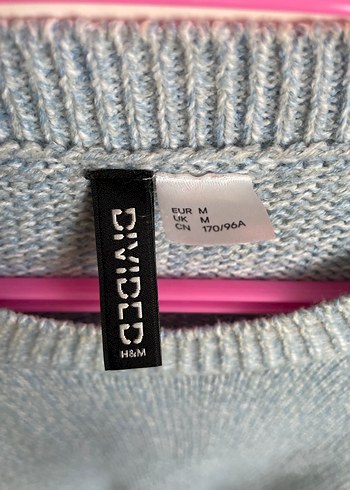 DIVIDED
H&M
EUR M
UK M
CN 170/96A